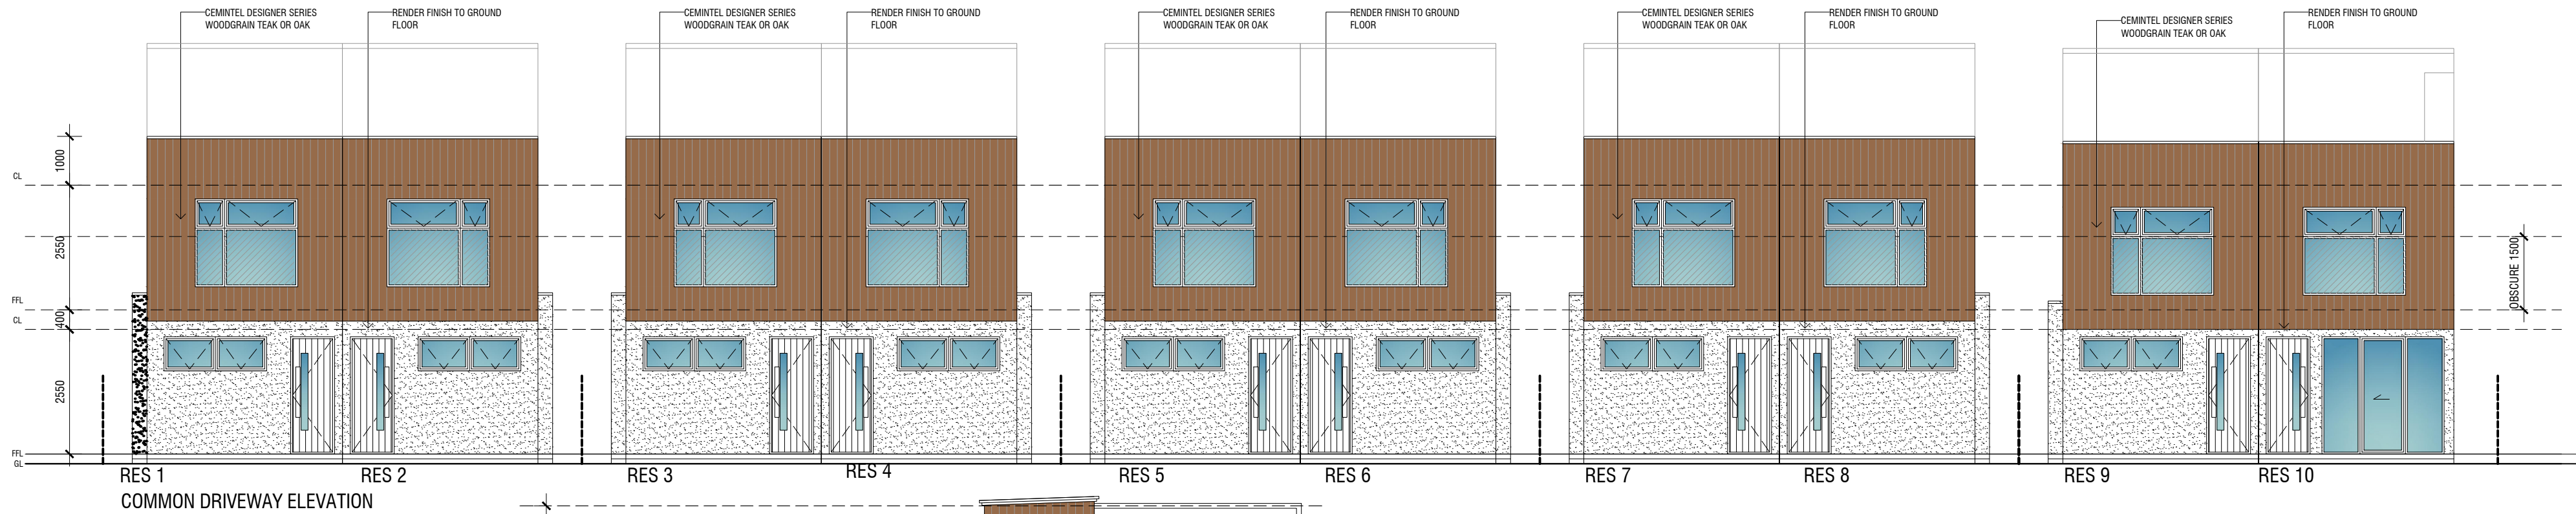 CEMINTEL DESIGNER SERIES
WOODGRAIN TEAK OR OAK
RENDER FINISH TO GROUND
FLOOR
CEMINTEL DESIGNER SERIES
WOODGRAIN TEAK OR OAK
RENDER FINISH TO GROUND
FLOOR
CEMINTEL DESIGNER SERIES
WOODGRAIN TEAK OR OAK
RENDER FINISH TO GROUND
FLOOR
CEMINTEL DESIGNER SERIES
WOODGRAIN TEAK OR OAK
RENDER FINISH TO GROUND
FLOOR
CEMINTEL DESIGNER SERIES
WOODGRAIN TEAK OR OAK
RENDER FINISH TO GROUND
FLOOR
1000
CL
2550
FFL
CL
400
2550
FFL
GL
OBSCURE 1500
RES 1
RES 2
RES 3
RES 4
RES 5
RES 6
RES 7
RES 8
RES 9
RES 10
COMMON DRIVEWAY ELEVATION